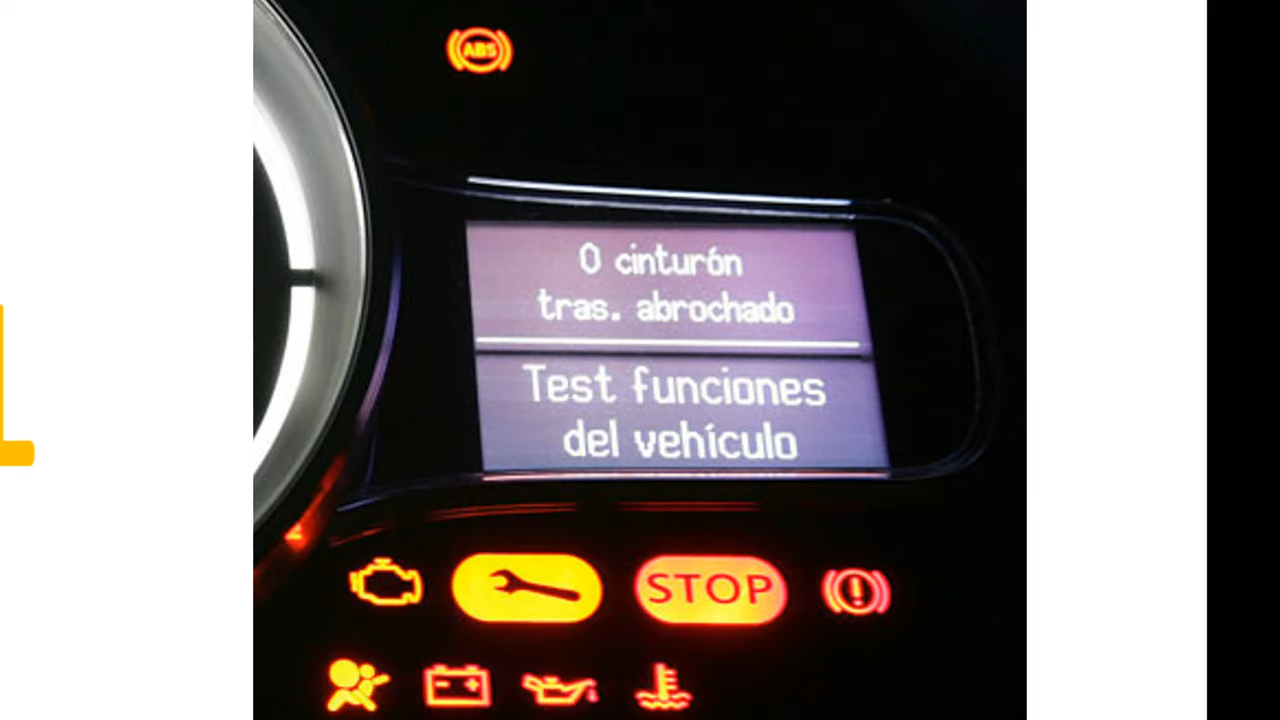 ABS
0 cinturón
tras. abrochado
Test funciones
del vehículo
STOP